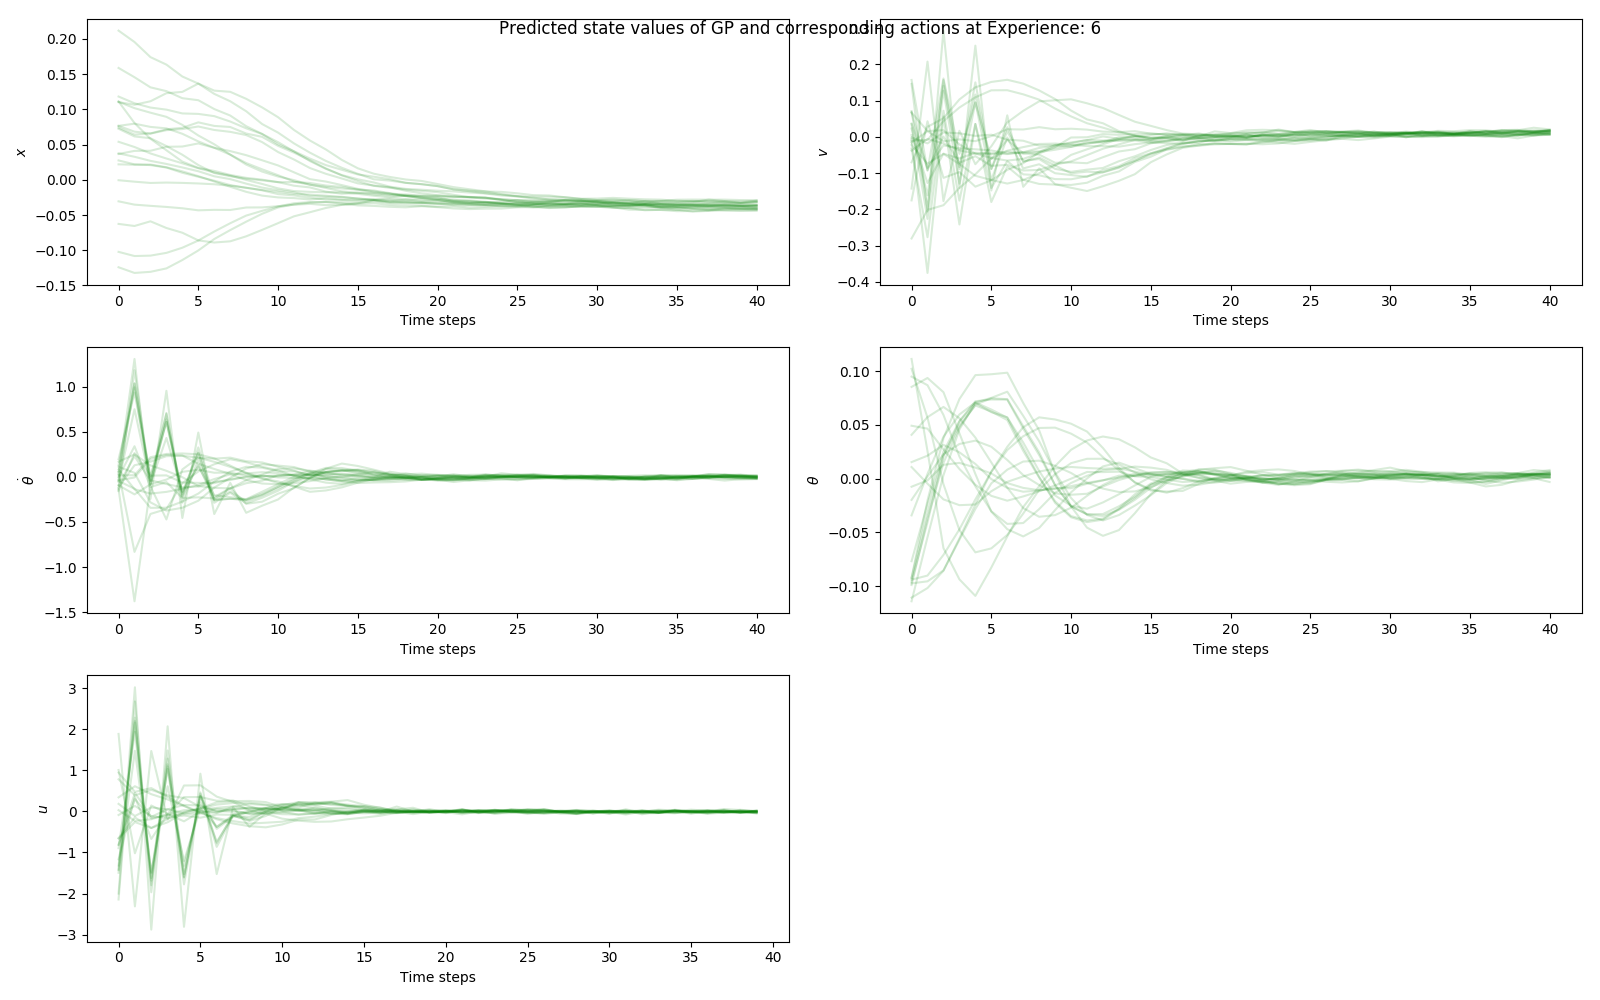 Predicted state values of GP and corresponding actions at Experience: 6
0.20
0.15
0.10
0.05
0.00
−0.05
−0.10
−0.15
x
0 5 10 15 20 25 30 35 40
Time steps
0.3
0.2
0.1
0.0
−0.1
−0.2
−0.3
−0.4
v
0 5 10 15 20 25 30 35 40
Time steps
1.0
0.5
0.0
−0.5
−1.0
−1.5
θ̇
0 5 10 15 20 25 30 35 40
Time steps
0.10
0.05
0.00
−0.05
−0.10
θ
0 5 10 15 20 25 30 35 40
Time steps
3
2
1
0
−1
−2
−3
u
0 5 10 15 20 25 30 35 40
Time steps